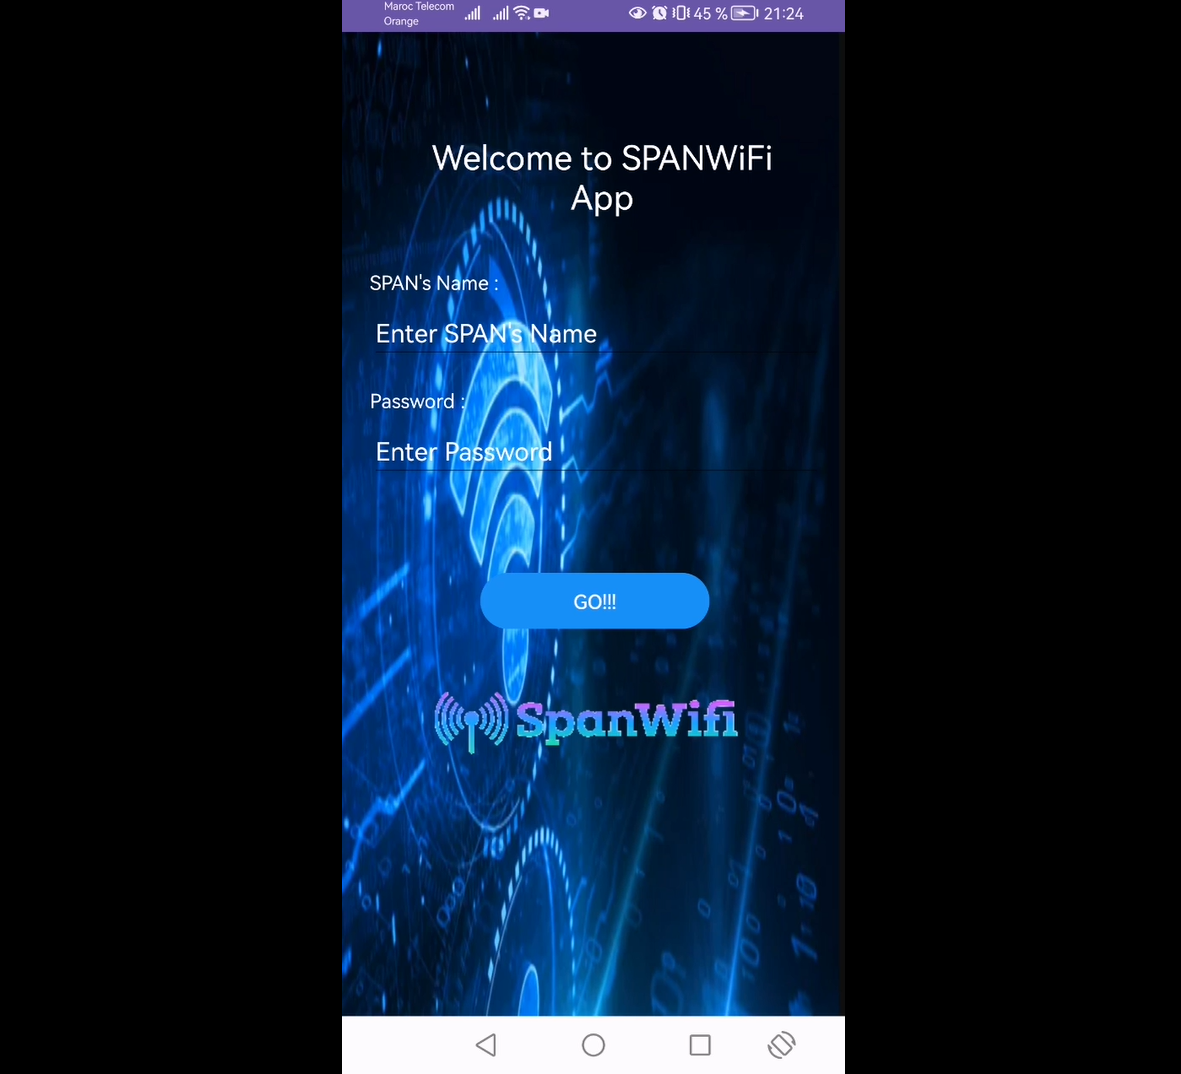 Maroc Telecom
Orange
45 %
21:24
Welcome to SPANWiFi
App
SPAN's Name :
Enter SPAN's Name
Password :
Enter Password
GO!!!
SpanWifi